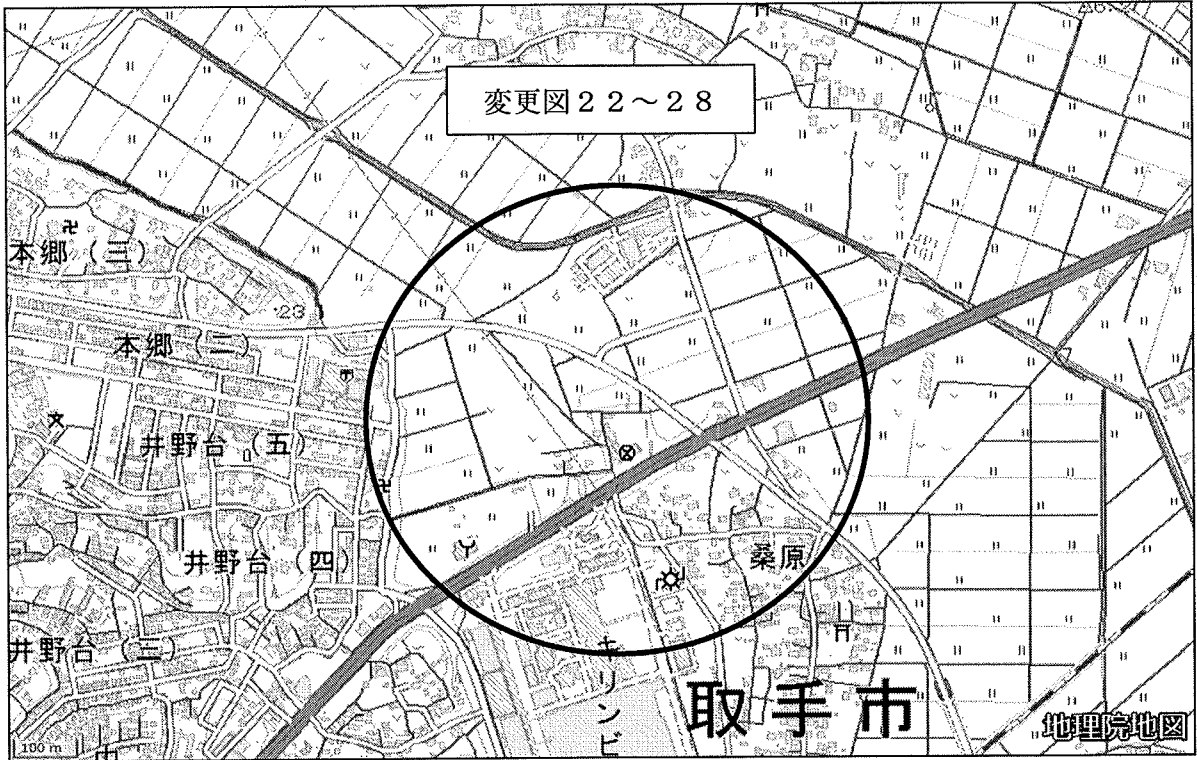 変更図２２～２８
本郷（三）
・23
本郷（二）
井野台（五）
井野台（四）
桑原
井野台（三）
キリンビ
取手市
100 m
地理院地図